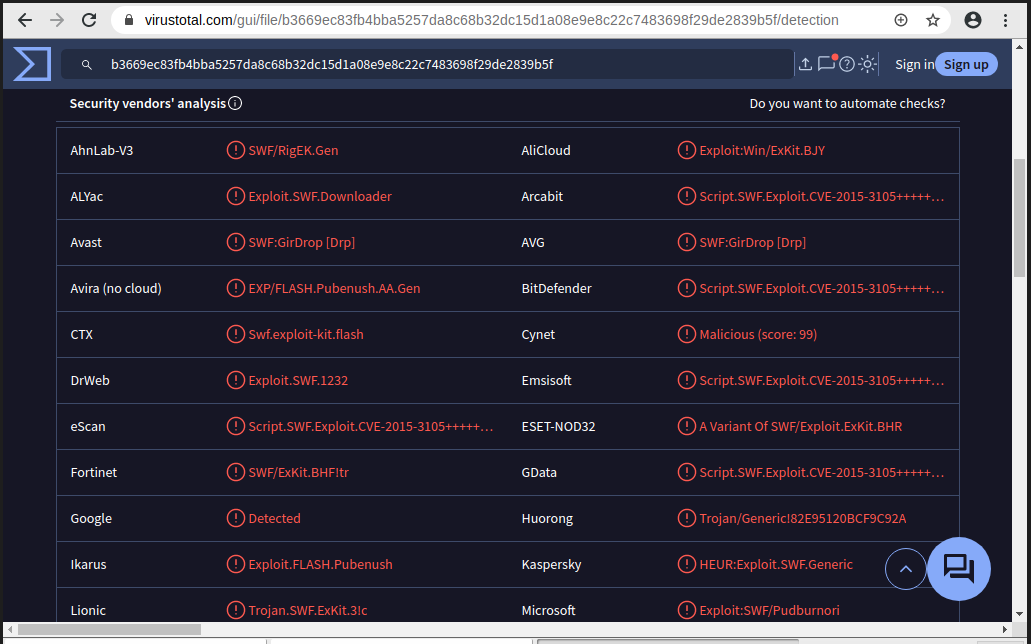 virustotal.com/gui/file/b3669ec83fb4bba5257da8c68b32dc15d1a08e9e8c22c7483698f29de2839b5f/detection
b3669ec83fb4bba5257da8c68b32dc15d1a08e9e8c22c7483698f29de2839b5f
Sign in Sign up
Security vendors' analysis Do you want to automate checks?
AhnLab-V3 SWF/RigEK.Gen AliCloud Exploit:Win/ExKit.BJY
ALYac Exploit.SWF.Downloader Arcabit Script.SWF.Exploit.CVE-2015-3105+++++…
Avast SWF:GirDrop [Drp] AVG SWF:GirDrop [Drp]
Avira (no cloud) EXP/FLASH.Pubenush.AA.Gen BitDefender Script.SWF.Exploit.CVE-2015-3105+++++…
CTX Swf.exploit-kit.flash Cynet Malicious (score: 99)
DrWeb Exploit.SWF.1232 Emsisoft Script.SWF.Exploit.CVE-2015-3105+++++…
eScan Script.SWF.Exploit.CVE-2015-3105+++++… ESET-NOD32 A Variant Of SWF/Exploit.ExKit.BHR
Fortinet SWF/ExKit.BHF!tr GData Script.SWF.Exploit.CVE-2015-3105+++++…
Google Detected Huorong Trojan/Generic!82E95120BCF9C92A
Ikarus Exploit.FLASH.Pubenush Kaspersky HEUR:Exploit.SWF.Generic
Lionic Trojan.SWF.ExKit.3!c Microsoft Exploit:SWF/Pudburnori